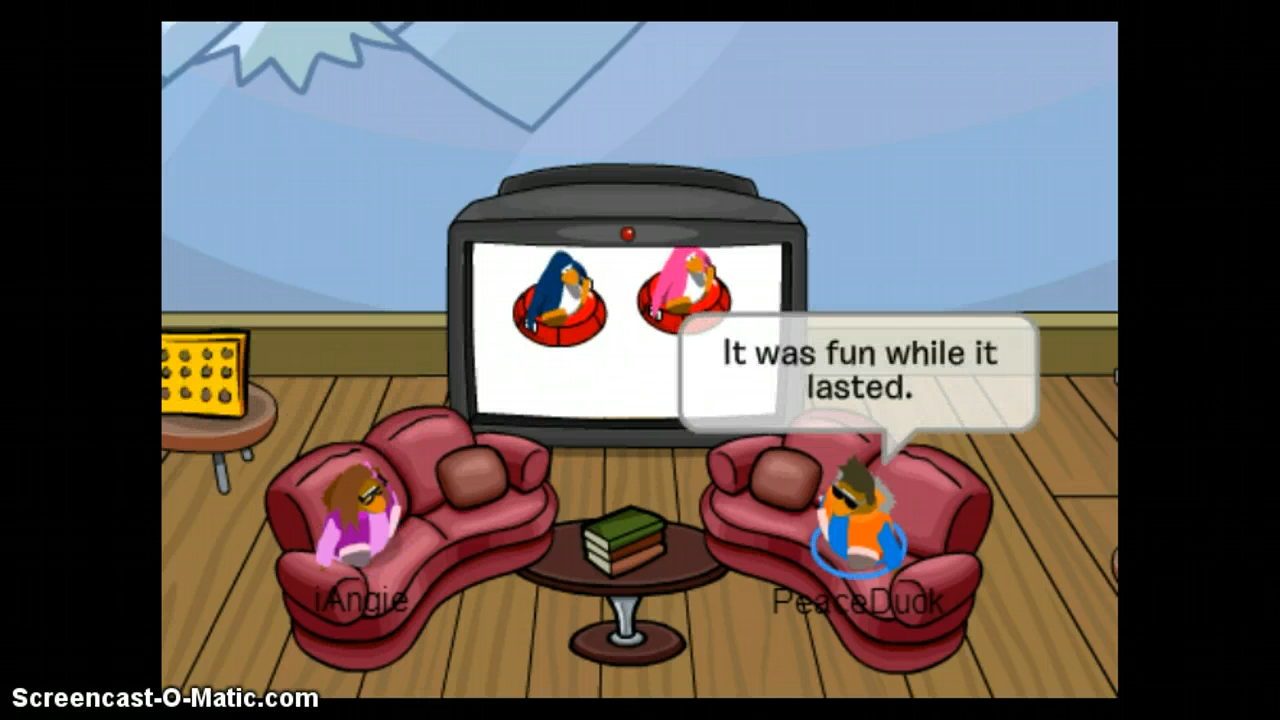 It was fun while it
lasted.
iAngie
PeaceDuck
Screencast-O-Matic.com